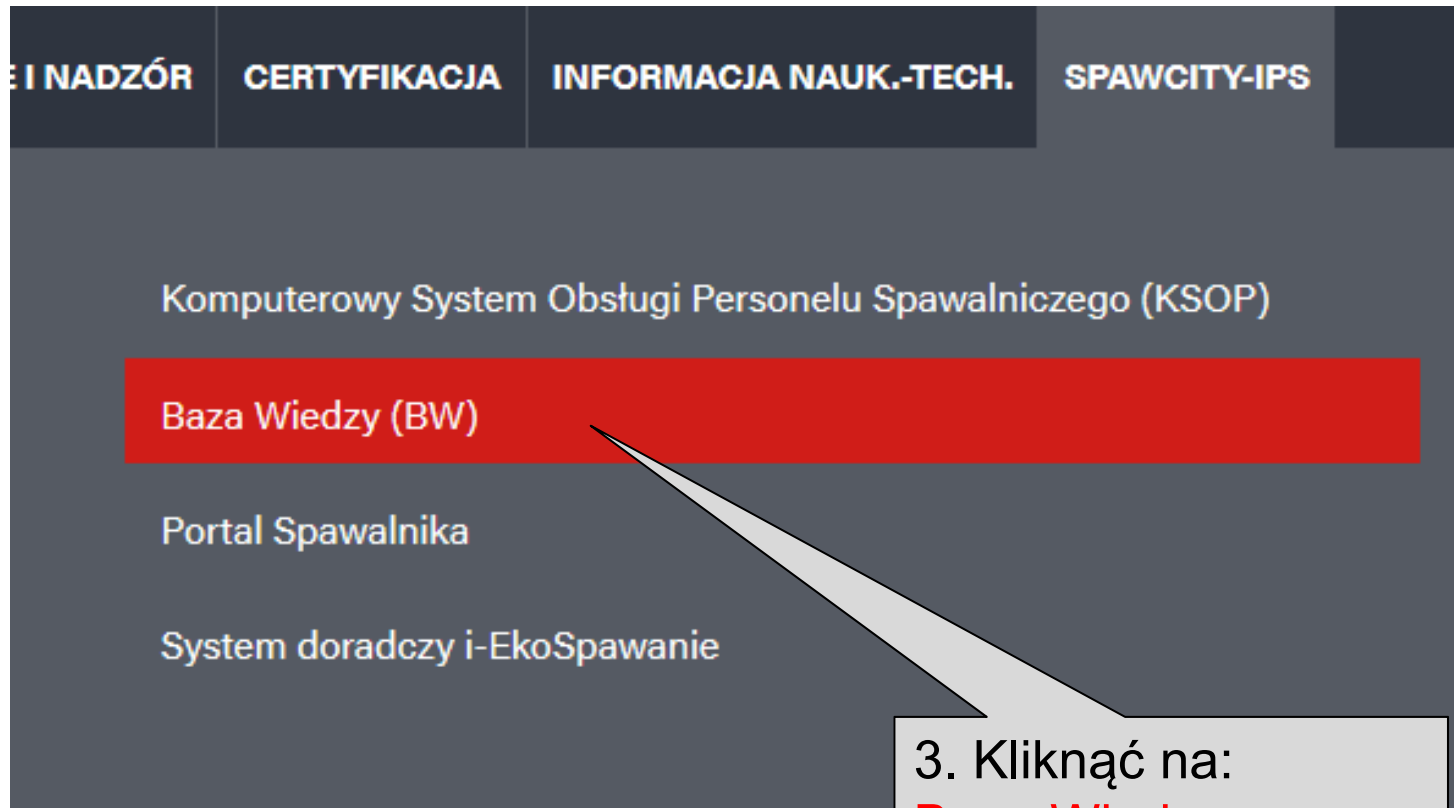 E I NADZÓR CERTYFIKACJA INFORMACJA NAUK.-TECH. SPAWCITY-IPS
Komputerowy System Obsługi Personelu Spawalniczego (KSOP)
Baza Wiedzy (BW)
Portal Spawalnika
System doradczy i-EkoSpawanie
3. Kliknąć na: